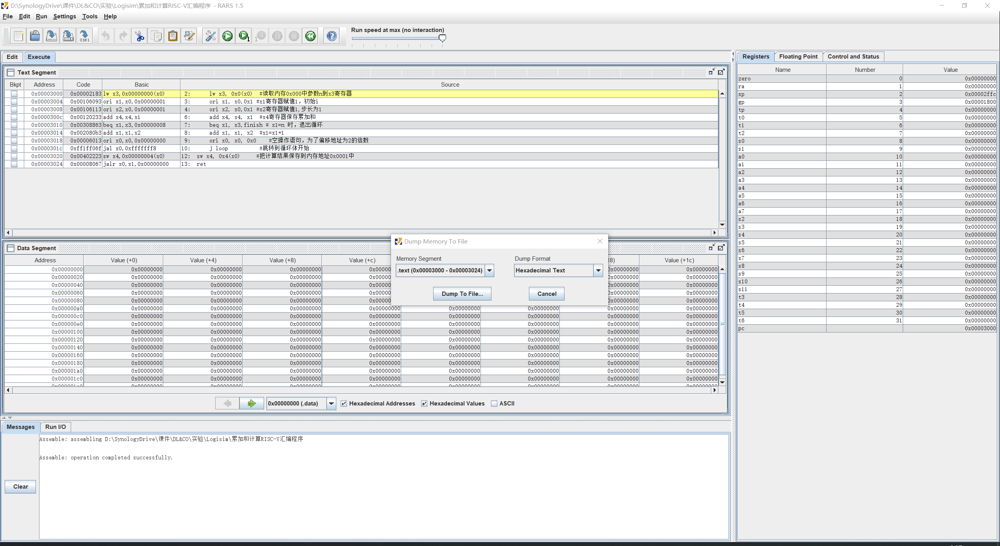 D:\SynologyDrive\课件\DL&CO\实验\Logisim\累加和计算RISC-V汇编程序 - RARS 1.5
File Edit Run Settings Tools Help
Run speed at max (no interaction)
Edit Execute
Text Segment
Bkpt Address Code Basic Source
0x00003000 0x00002183 lw x3,0x00000000(x0) 2: lw x3, 0x0(x0) #读取内存0x000中参数n到x3寄存器
0x00003004 0x00106093 ori x1,x0,0x00000001 3: ori x1, x0,0x1 #x1寄存器赋值1，初始i
0x00003008 0x00106113 ori x2,x0,0x00000001 4: ori x2, x0,0x1 #x2寄存器赋值1,步长为1
0x0000300c 0x00120233 add x4,x4,x1 6: add x4, x4, x1 #x4寄存器保存累加和
0x00003010 0x00308863 beq x1,x3,0x00000008 7: beq x1, x3,finish # x1=n 时，退出循环
0x00003014 0x002080b3 add x1,x1,x2 8: add x1, x1, x2 #x1=x1+1
0x00003018 0x00006013 ori x0,x0,0x00000000 9: ori x0, x0, 0x0 #空操作语句，为了偏移地址为2的倍数
0x0000301c 0xff1ff06f jal x0,0xfffffff8 10: j loop #跳转到循环体开始
0x00003020 0x00402223 sw x4,0x00000004(x0) 12: sw x4, 0x4(x0) #把计算结果保存到内存地址0x0001中
0x00003024 0x00008067 jalr x0,x1,0x00000000 13: ret
Data Segment
Address Value (+0) Value (+4) Value (+8) Value (+c) 8) Value (+1c)
0x00000000 0x00000000 0x00000000 0x00000000 0x0000 0x00000000 0x00000000
0x00000020 0x00000000 0x00000000 0x00000000 0x0000 0x00000000 0x00000000
0x00000040 0x00000000 0x00000000 0x00000000 0x0000 0x00000000 0x00000000
0x00000060 0x00000000 0x00000000 0x00000000 0x0000 0x00000000 0x00000000
0x00000080 0x00000000 0x00000000 0x00000000 0x0000 0x00000000 0x00000000
0x000000a0 0x00000000 0x00000000 0x00000000 0x00000000 0x00000000 0x00000000 0x00000000 0x00000000
0x000000c0 0x00000000 0x00000000 0x00000000 0x00000000 0x00000000 0x00000000 0x00000000 0x00000000
0x000000e0 0x00000000 0x00000000 0x00000000 0x00000000 0x00000000 0x00000000 0x00000000 0x00000000
0x00000100 0x00000000 0x00000000 0x00000000 0x00000000 0x00000000 0x00000000 0x00000000 0x00000000
0x00000120 0x00000000 0x00000000 0x00000000 0x00000000 0x00000000 0x00000000 0x00000000 0x00000000
0x00000140 0x00000000 0x00000000 0x00000000 0x00000000 0x00000000 0x00000000 0x00000000 0x00000000
0x00000160 0x00000000 0x00000000 0x00000000 0x00000000 0x00000000 0x00000000 0x00000000 0x00000000
0x00000180 0x00000000 0x00000000 0x00000000 0x00000000 0x00000000 0x00000000 0x00000000 0x00000000
0x000001a0 0x00000000 0x00000000 0x00000000 0x00000000 0x00000000 0x00000000 0x00000000 0x00000000
0x000001c0 0x00000000 0x00000000 0x00000000 0x00000000 0x00000000 0x00000000 0x00000000 0x00000000
0x00000000 (.data) Hexadecimal Addresses Hexadecimal Values ASCII
Dump Memory To File
Memory Segment Dump Format
.text (0x00003000 - 0x00003024) Hexadecimal Text
Dump To File... Cancel
Messages Run I/O
Assemble: assembling D:\SynologyDrive\课件\DL&CO\实验\Logisim\累加和计算RISC-V汇编程序
Assemble: operation completed successfully.
Clear
Registers Floating Point Control and Status
Name Number Value
zero 0 0x00000000
ra 1 0x00000000
sp 2 0x00002ffc
gp 3 0x00001800
tp 4 0x00000000
t0 5 0x00000000
t1 6 0x00000000
t2 7 0x00000000
s0 8 0x00000000
s1 9 0x00000000
a0 10 0x00000000
a1 11 0x00000000
a2 12 0x00000000
a3 13 0x00000000
a4 14 0x00000000
a5 15 0x00000000
a6 16 0x00000000
a7 17 0x00000000
s2 18 0x00000000
s3 19 0x00000000
s4 20 0x00000000
s5 21 0x00000000
s6 22 0x00000000
s7 23 0x00000000
s8 24 0x00000000
s9 25 0x00000000
s10 26 0x00000000
s11 27 0x00000000
t3 28 0x00000000
t4 29 0x00000000
t5 30 0x00000000
t6 31 0x00000000
pc 0x00003000